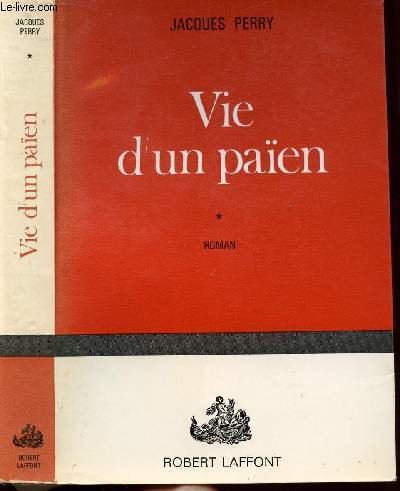 Le-livre.com
JACQUES
PERRY
*
Vie d'un païen
ROBERT
LAFFONT
JACQUES PERRY
Vie
d'un païen
*
ROMAN
ROBERT LAFFONT